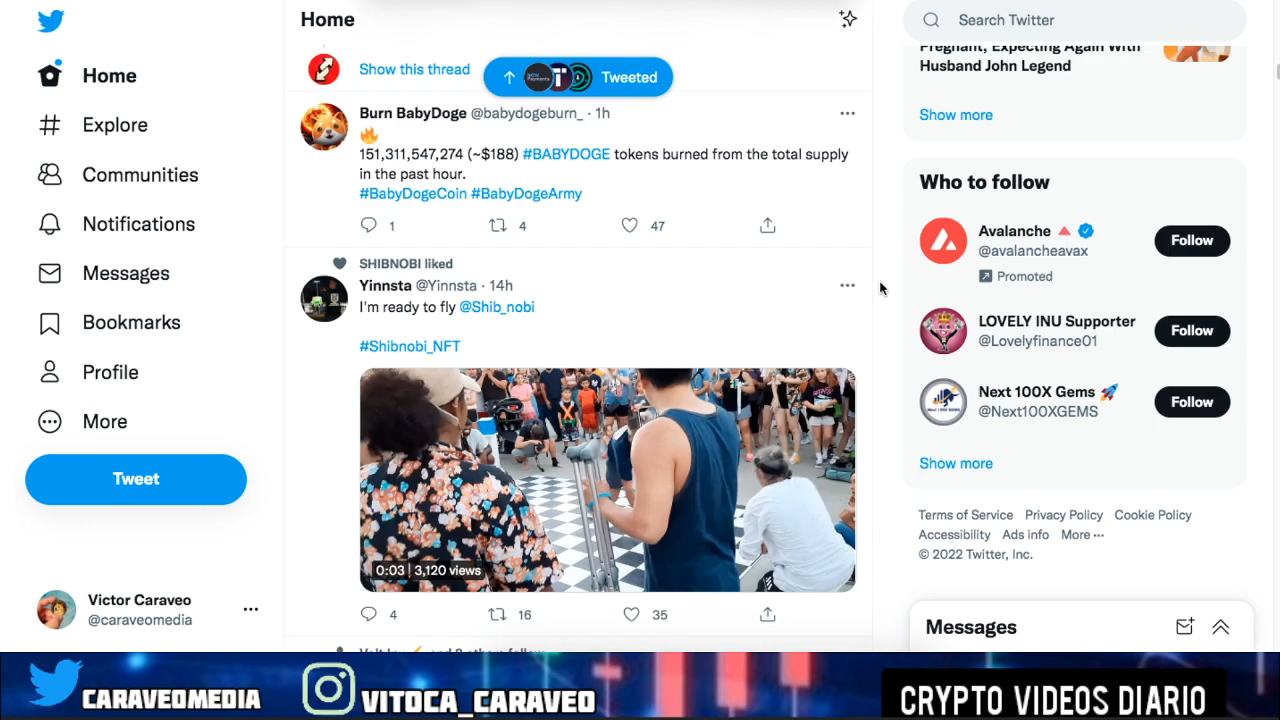 Home
Explore
Communities
Notifications
Messages
Bookmarks
Profile
More
Tweet
Victor Caraveo
@caraveomedia
Home
Show this thread
Tweeted
Burn BabyDoge @babydogeburn_ · 1h
🔥
151,311,547,274 (~$188) #BABYDOGE tokens burned from the total supply
in the past hour.
#BabyDogeCoin #BabyDogeArmy
1 4 47
SHIBNOBI liked
Yinnsta @Yinnsta · 14h
I'm ready to fly @Shib_nobi
#Shibnobi_NFT
0:03 | 3,120 views
4 16 35
Search Twitter
Pregnant, Expecting Again With
Husband John Legend
Show more
Who to follow
Avalanche 🔺
@avalancheavax
Promoted
Follow
LOVELY INU Supporter
@Lovelyfinance01
Follow
Next 100X Gems 🚀
@Next100XGEMS
Follow
Show more
Terms of Service Privacy Policy Cookie Policy
Accessibility Ads info More ···
© 2022 Twitter, Inc.
Messages
CARAVEOMEDIA
VITOCA_CARAVEO
CRYPTO VIDEOS DIARIO